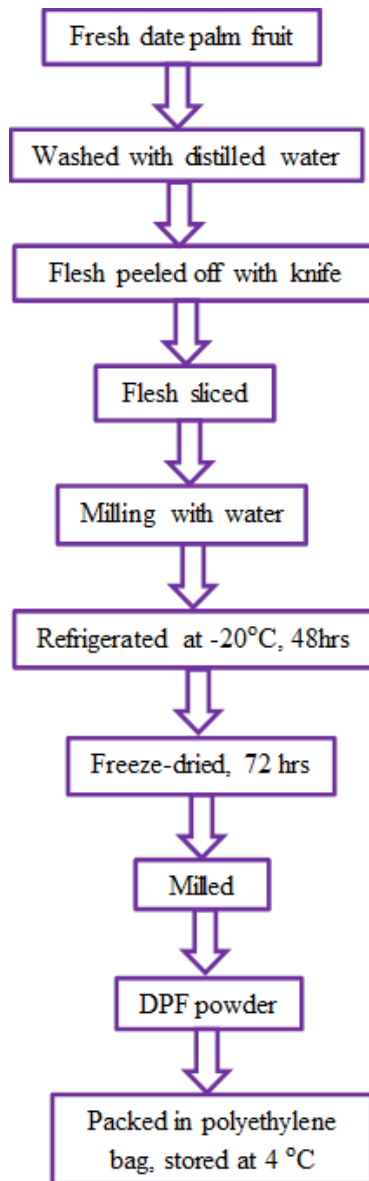 Fresh date palm fruit
Washed with distilled water
Flesh peeled off with knife
Flesh sliced
Milling with water
Refrigerated at -20°C, 48hrs
Freeze-dried, 72 hrs
Milled
DPF powder
Packed in polyethylene
bag, stored at 4 °C